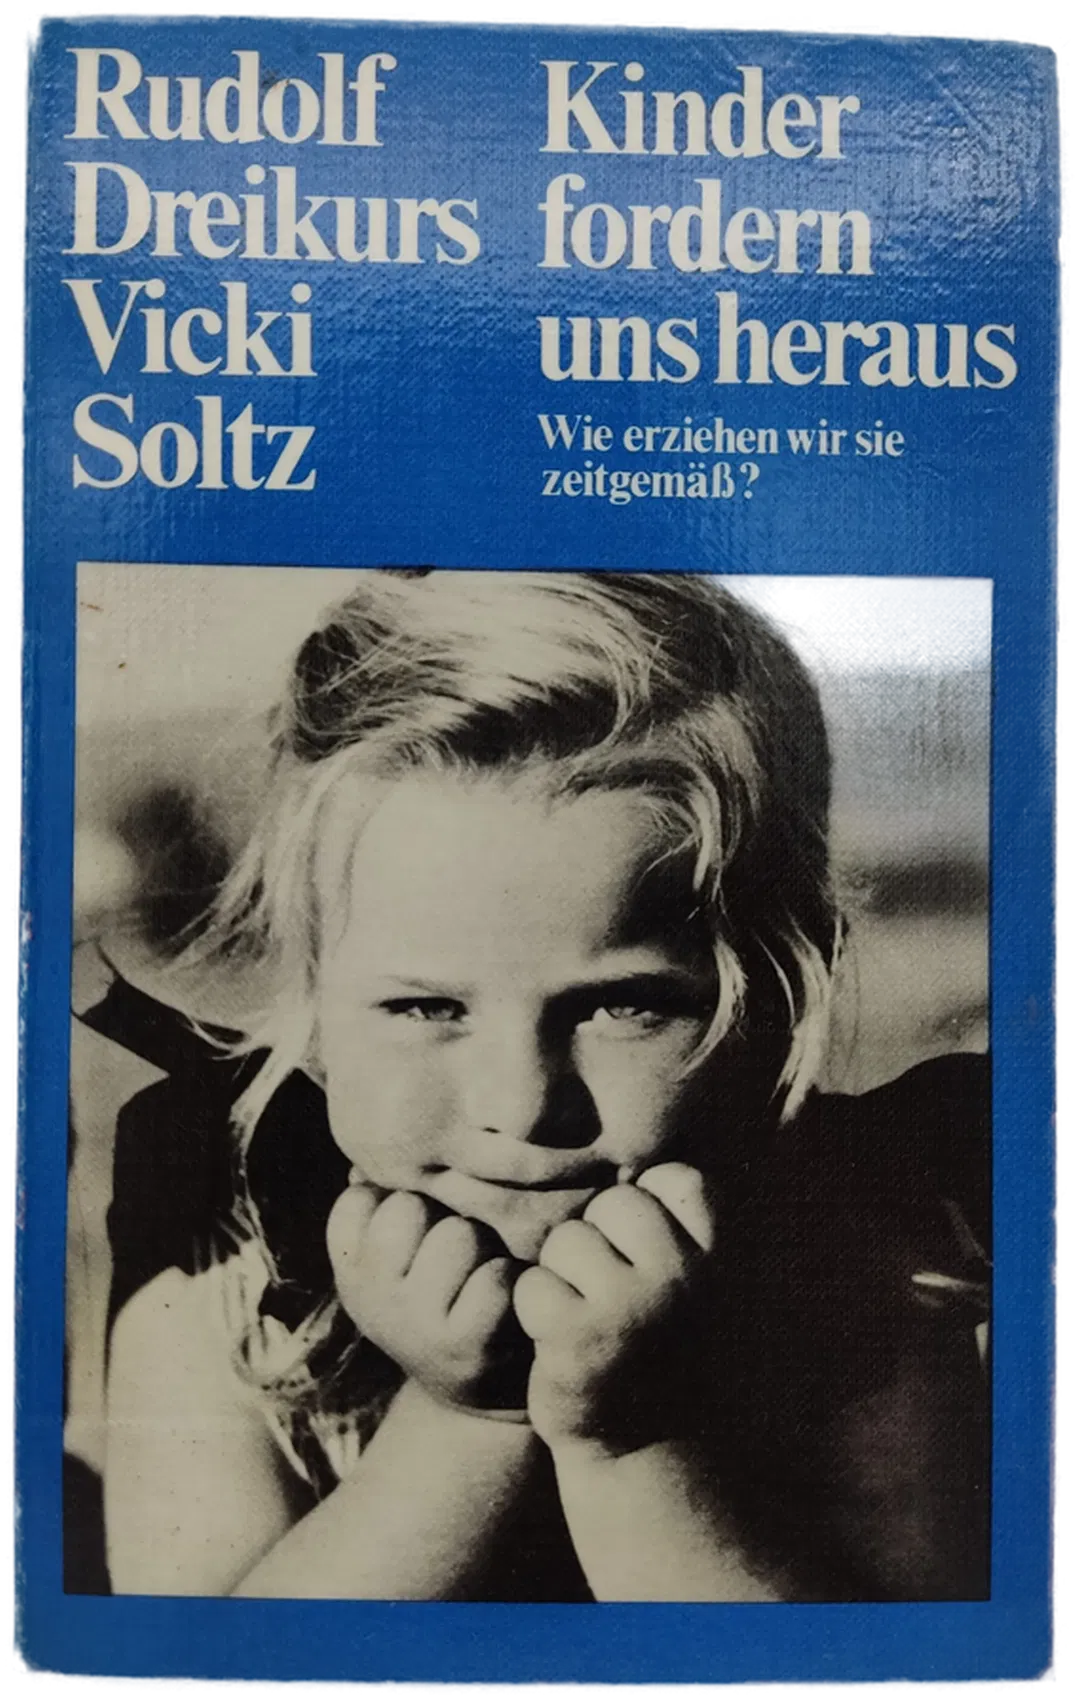 Rudolf
Dreikurs
Vicki
Soltz
Kinder
fordern
uns heraus
Wie erziehen wir sie
zeitgemäß?